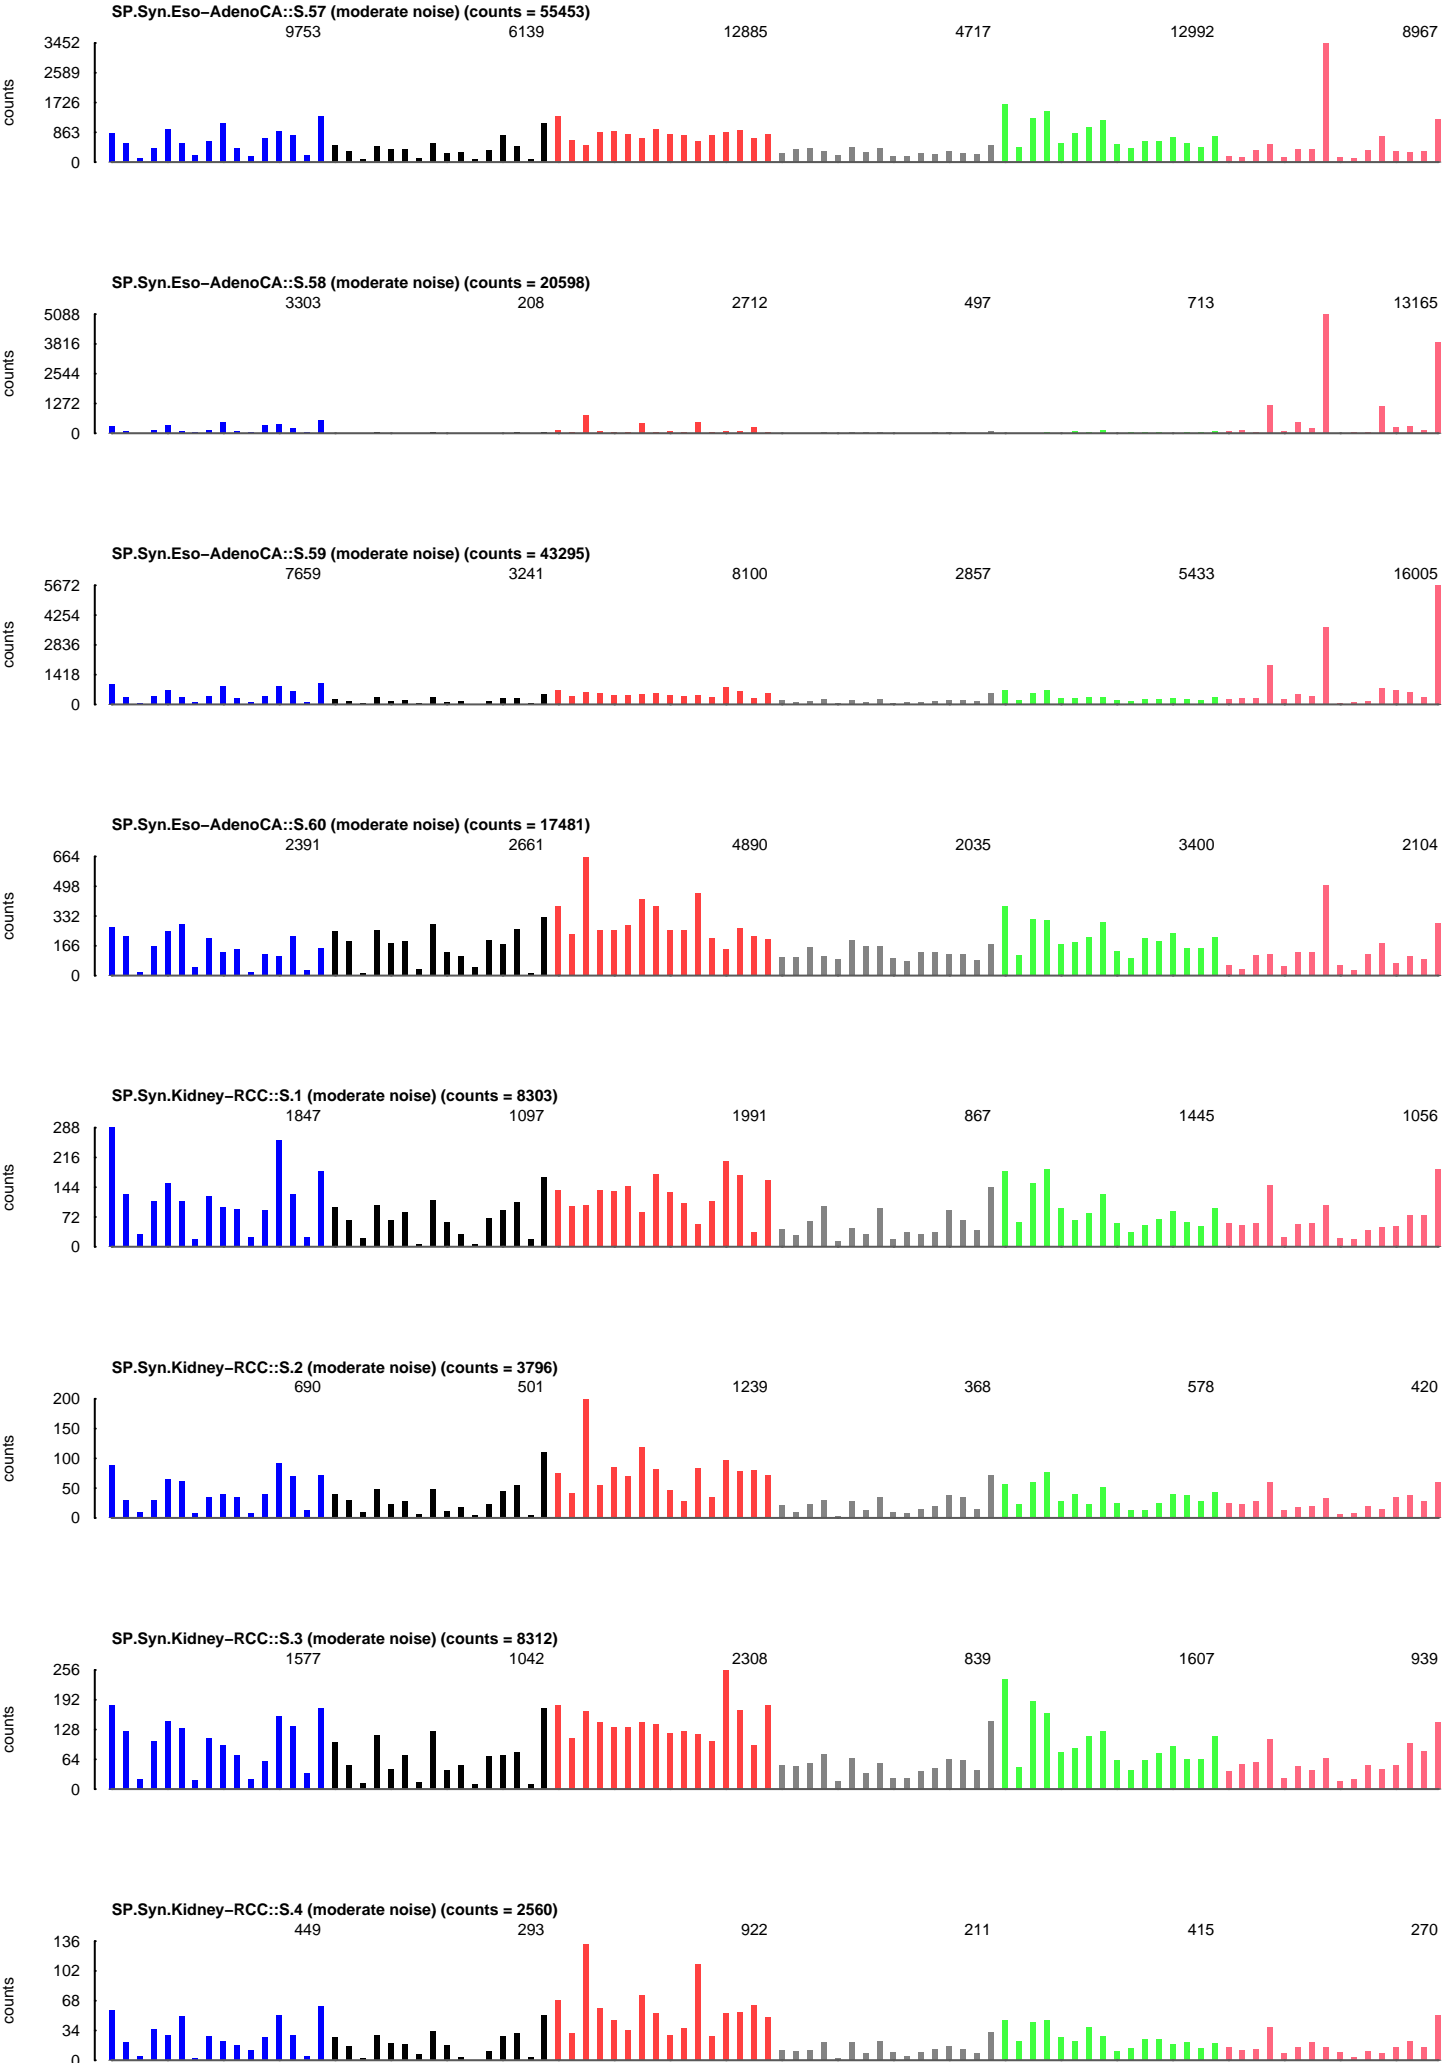 SP.Syn.Eso−AdenoCA::S.57 (moderate noise) (counts = 55453)
9753 6139 12885 4717 12992 8967
3452
2589
1726
863
0
counts
SP.Syn.Eso−AdenoCA::S.58 (moderate noise) (counts = 20598)
3303 208 2712 497 713 13165
5088
3816
2544
1272
0
counts
SP.Syn.Eso−AdenoCA::S.59 (moderate noise) (counts = 43295)
7659 3241 8100 2857 5433 16005
5672
4254
2836
1418
0
counts
SP.Syn.Eso−AdenoCA::S.60 (moderate noise) (counts = 17481)
2391 2661 4890 2035 3400 2104
664
498
332
166
0
counts
SP.Syn.Kidney−RCC::S.1 (moderate noise) (counts = 8303)
1847 1097 1991 867 1445 1056
288
216
144
72
0
counts
SP.Syn.Kidney−RCC::S.2 (moderate noise) (counts = 3796)
690 501 1239 368 578 420
200
150
100
50
0
counts
SP.Syn.Kidney−RCC::S.3 (moderate noise) (counts = 8312)
1577 1042 2308 839 1607 939
256
192
128
64
0
counts
SP.Syn.Kidney−RCC::S.4 (moderate noise) (counts = 2560)
449 293 922 211 415 270
136
102
68
34
0
counts